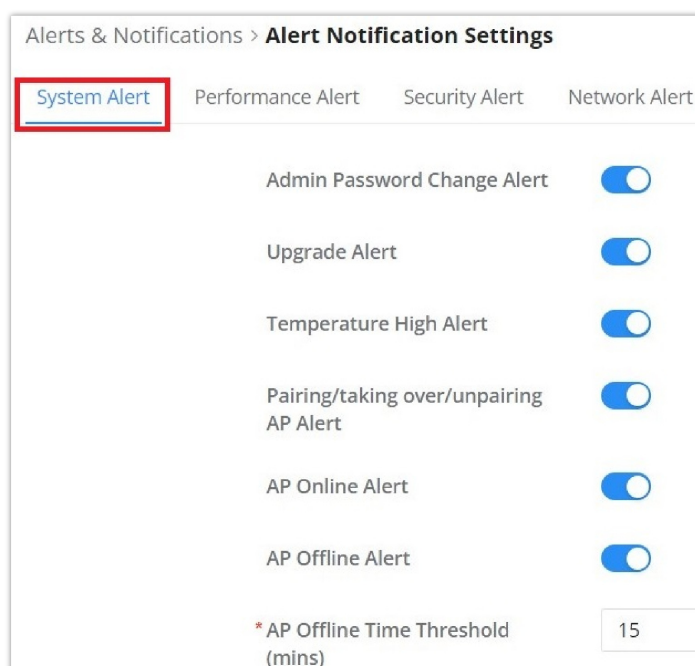 Alerts & Notifications > Alert Notification Settings
System Alert Performance Alert Security Alert Network Alert
Admin Password Change Alert
Upgrade Alert
Temperature High Alert
Pairing/taking over/unpairing
AP Alert
AP Online Alert
AP Offline Alert
* AP Offline Time Threshold 15
(mins)